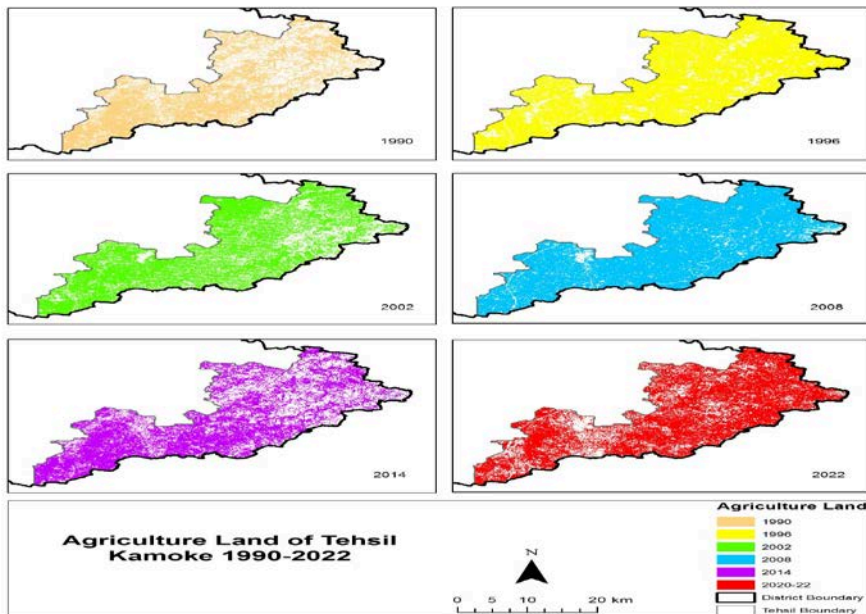 1990
1996
2002
2008
2014
2022
Agriculture Land of Tehsil
Kamoke 1990-2022
N
0 5 10 20 km
Agriculture Land
1990
1996
2002
2008
2014
2020-22
District Boundary
Tehsil Boundary